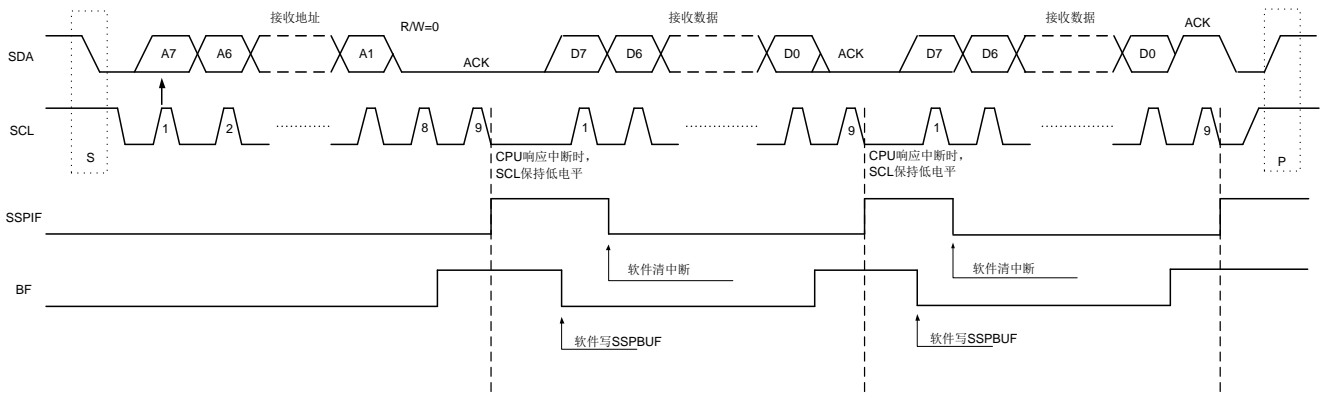 接收地址
接收数据
接收数据
R/W=0
ACK
SDA
A7
A6
A1
ACK
D7
D6
D0
ACK
D7
D6
D0
SCL
1
2
8
9
1
9
1
9
S
CPU响应中断时，
SCL保持低电平
CPU响应中断时，
SCL保持低电平
P
SSPIF
软件清中断
软件清中断
BF
软件写SSPBUF
软件写SSPBUF